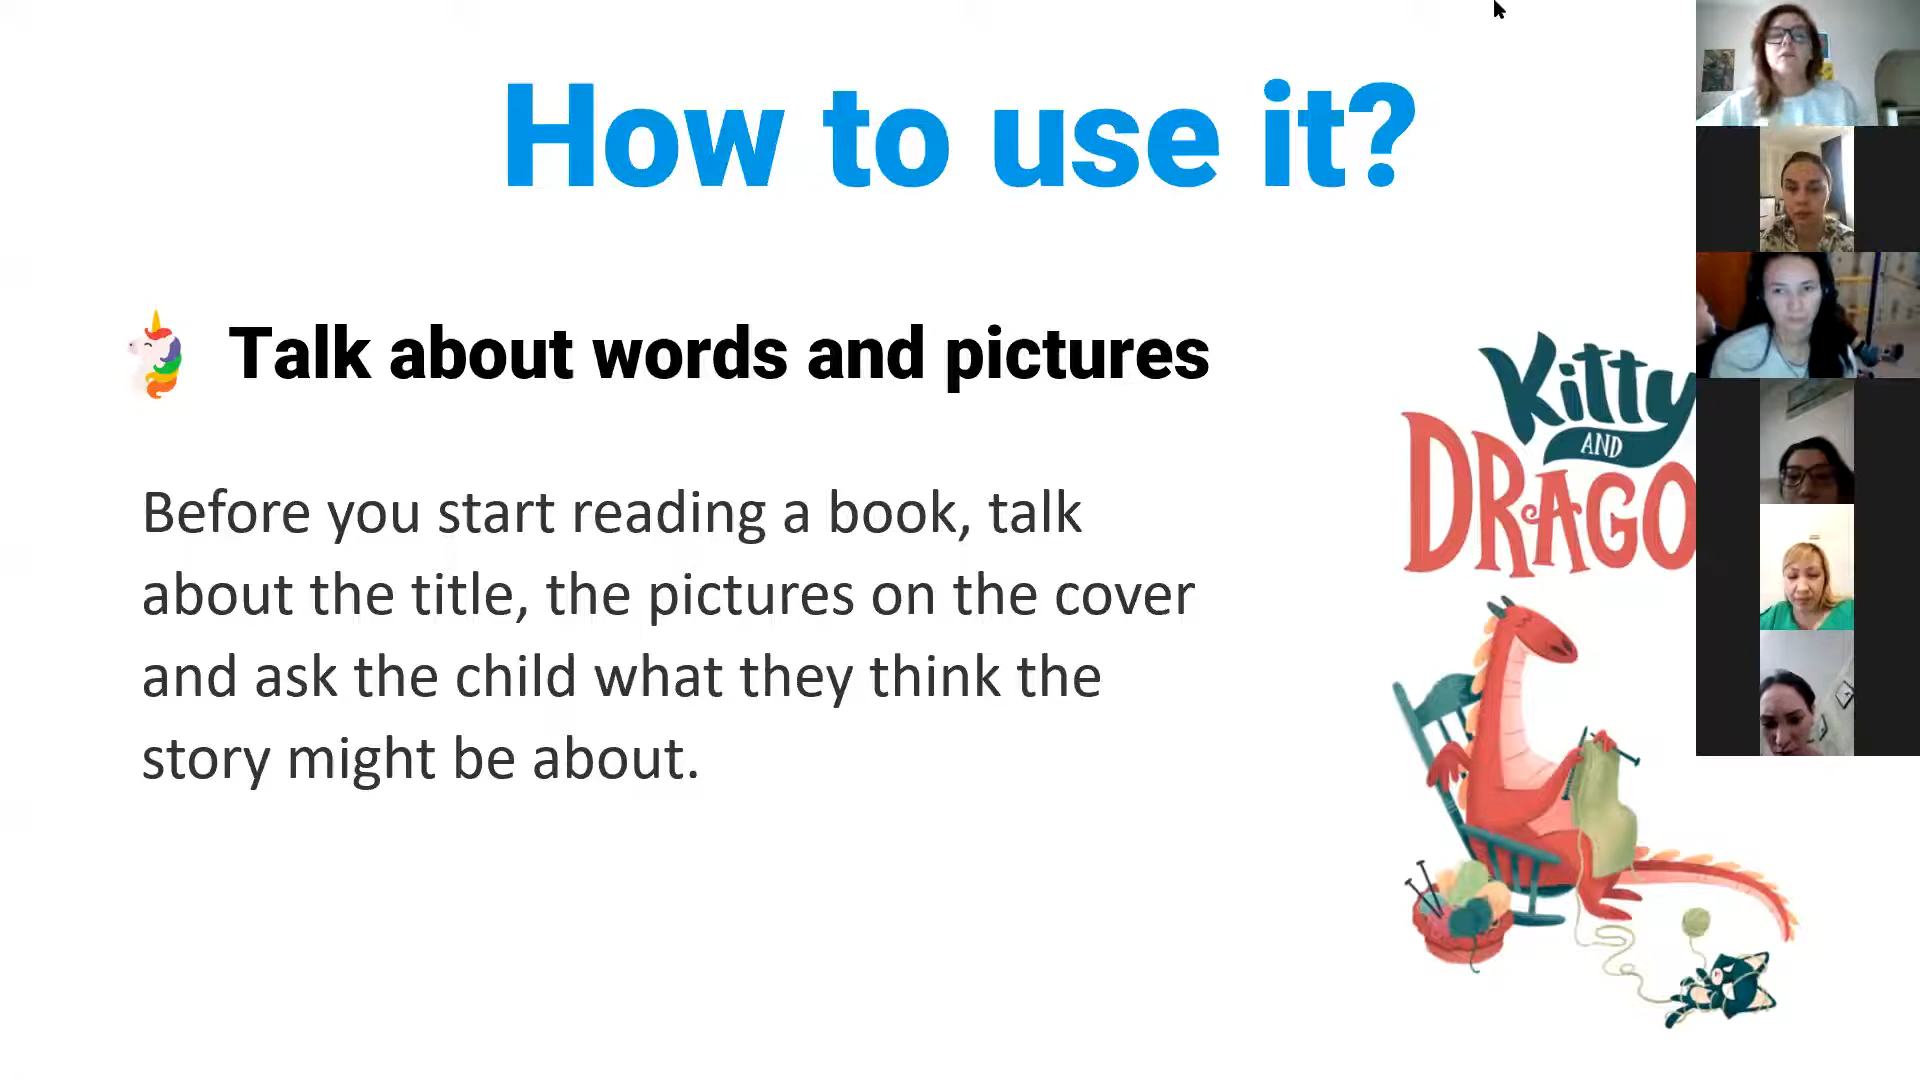 How to use it?
Talk about words and pictures
Before you start reading a book, talk
about the title, the pictures on the cover
and ask the child what they think the
story might be about.
Kitty
AND
DRAGO